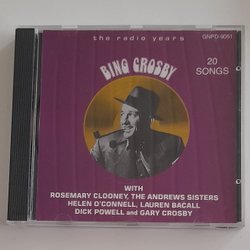 the radio years
GNPD-9051
BING CROSBY
20
SONGS
WITH
ROSEMARY CLOONEY, THE ANDREWS SISTERS
HELEN O'CONNELL, LAUREN BACALL
DICK POWELL and GARY CROSBY